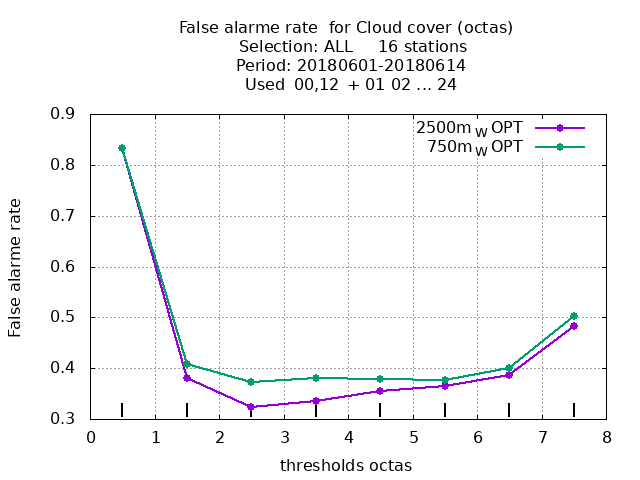 False alarme rate  for Cloud cover (octas)
Selection: ALL     16 stations
Period: 20180601-20180614
Used  00,12  + 01 02 ... 24
2500m W OPT
750m W OPT
False alarme rate
0.9
0.8
0.7
0.6
0.5
0.4
0.3
0 1 2 3 4 5 6 7 8
thresholds octas